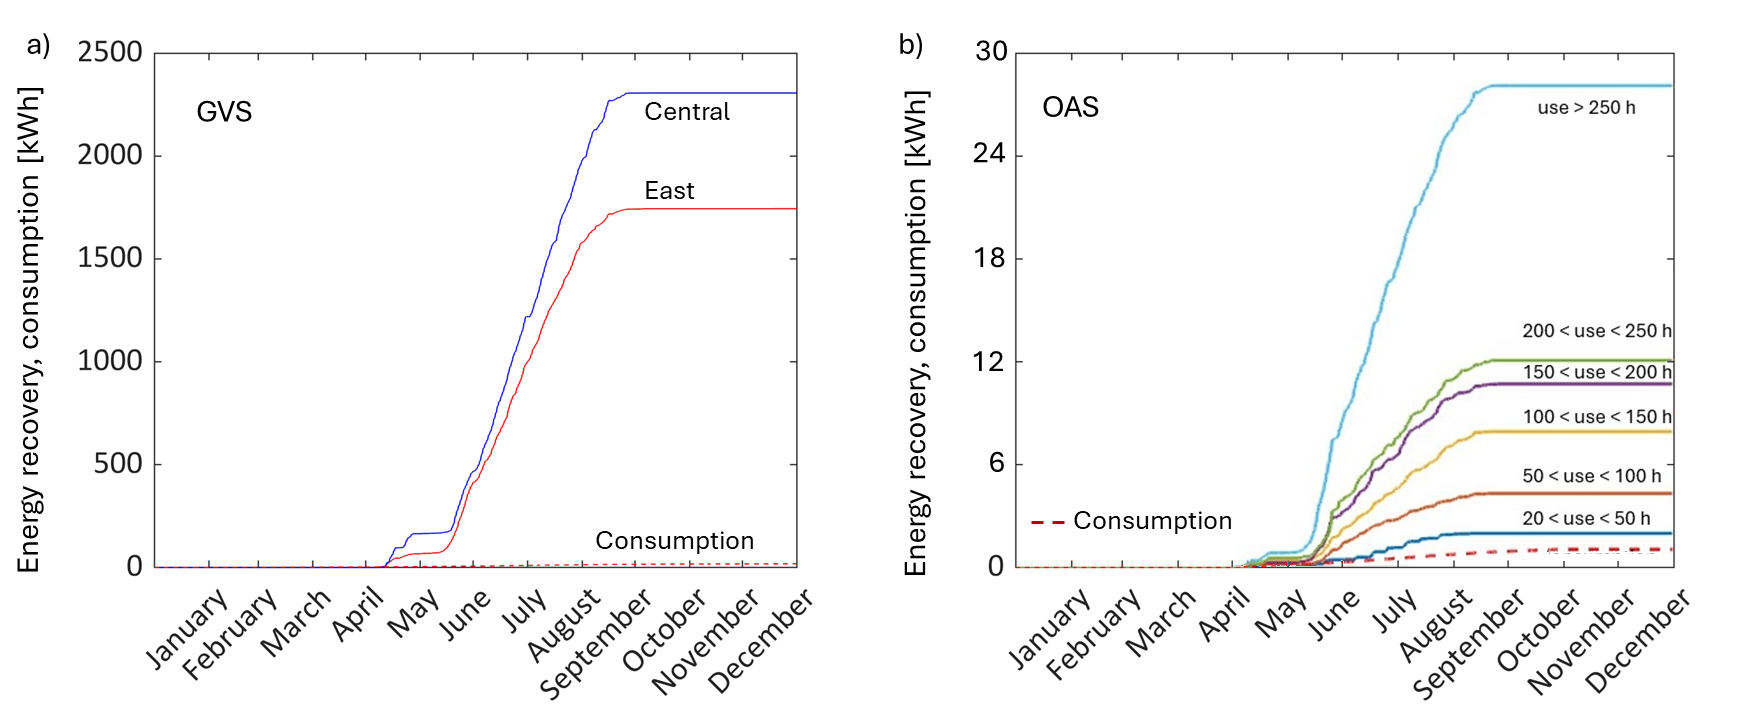 a)
Energy recovery, consumption [kWh]
2500
2000
1500
1000
500
0
GVS
Central
East
Consumption
January
February
March
April
May
June
July
August
September
October
November
December
b)
Energy recovery, consumption [kWh]
30
24
18
12
6
0
OAS
use > 250 h
200 < use < 250 h
150 < use < 200 h
100 < use < 150 h
50 < use < 100 h
20 < use < 50 h
Consumption
January
February
March
April
May
June
July
August
September
October
November
December